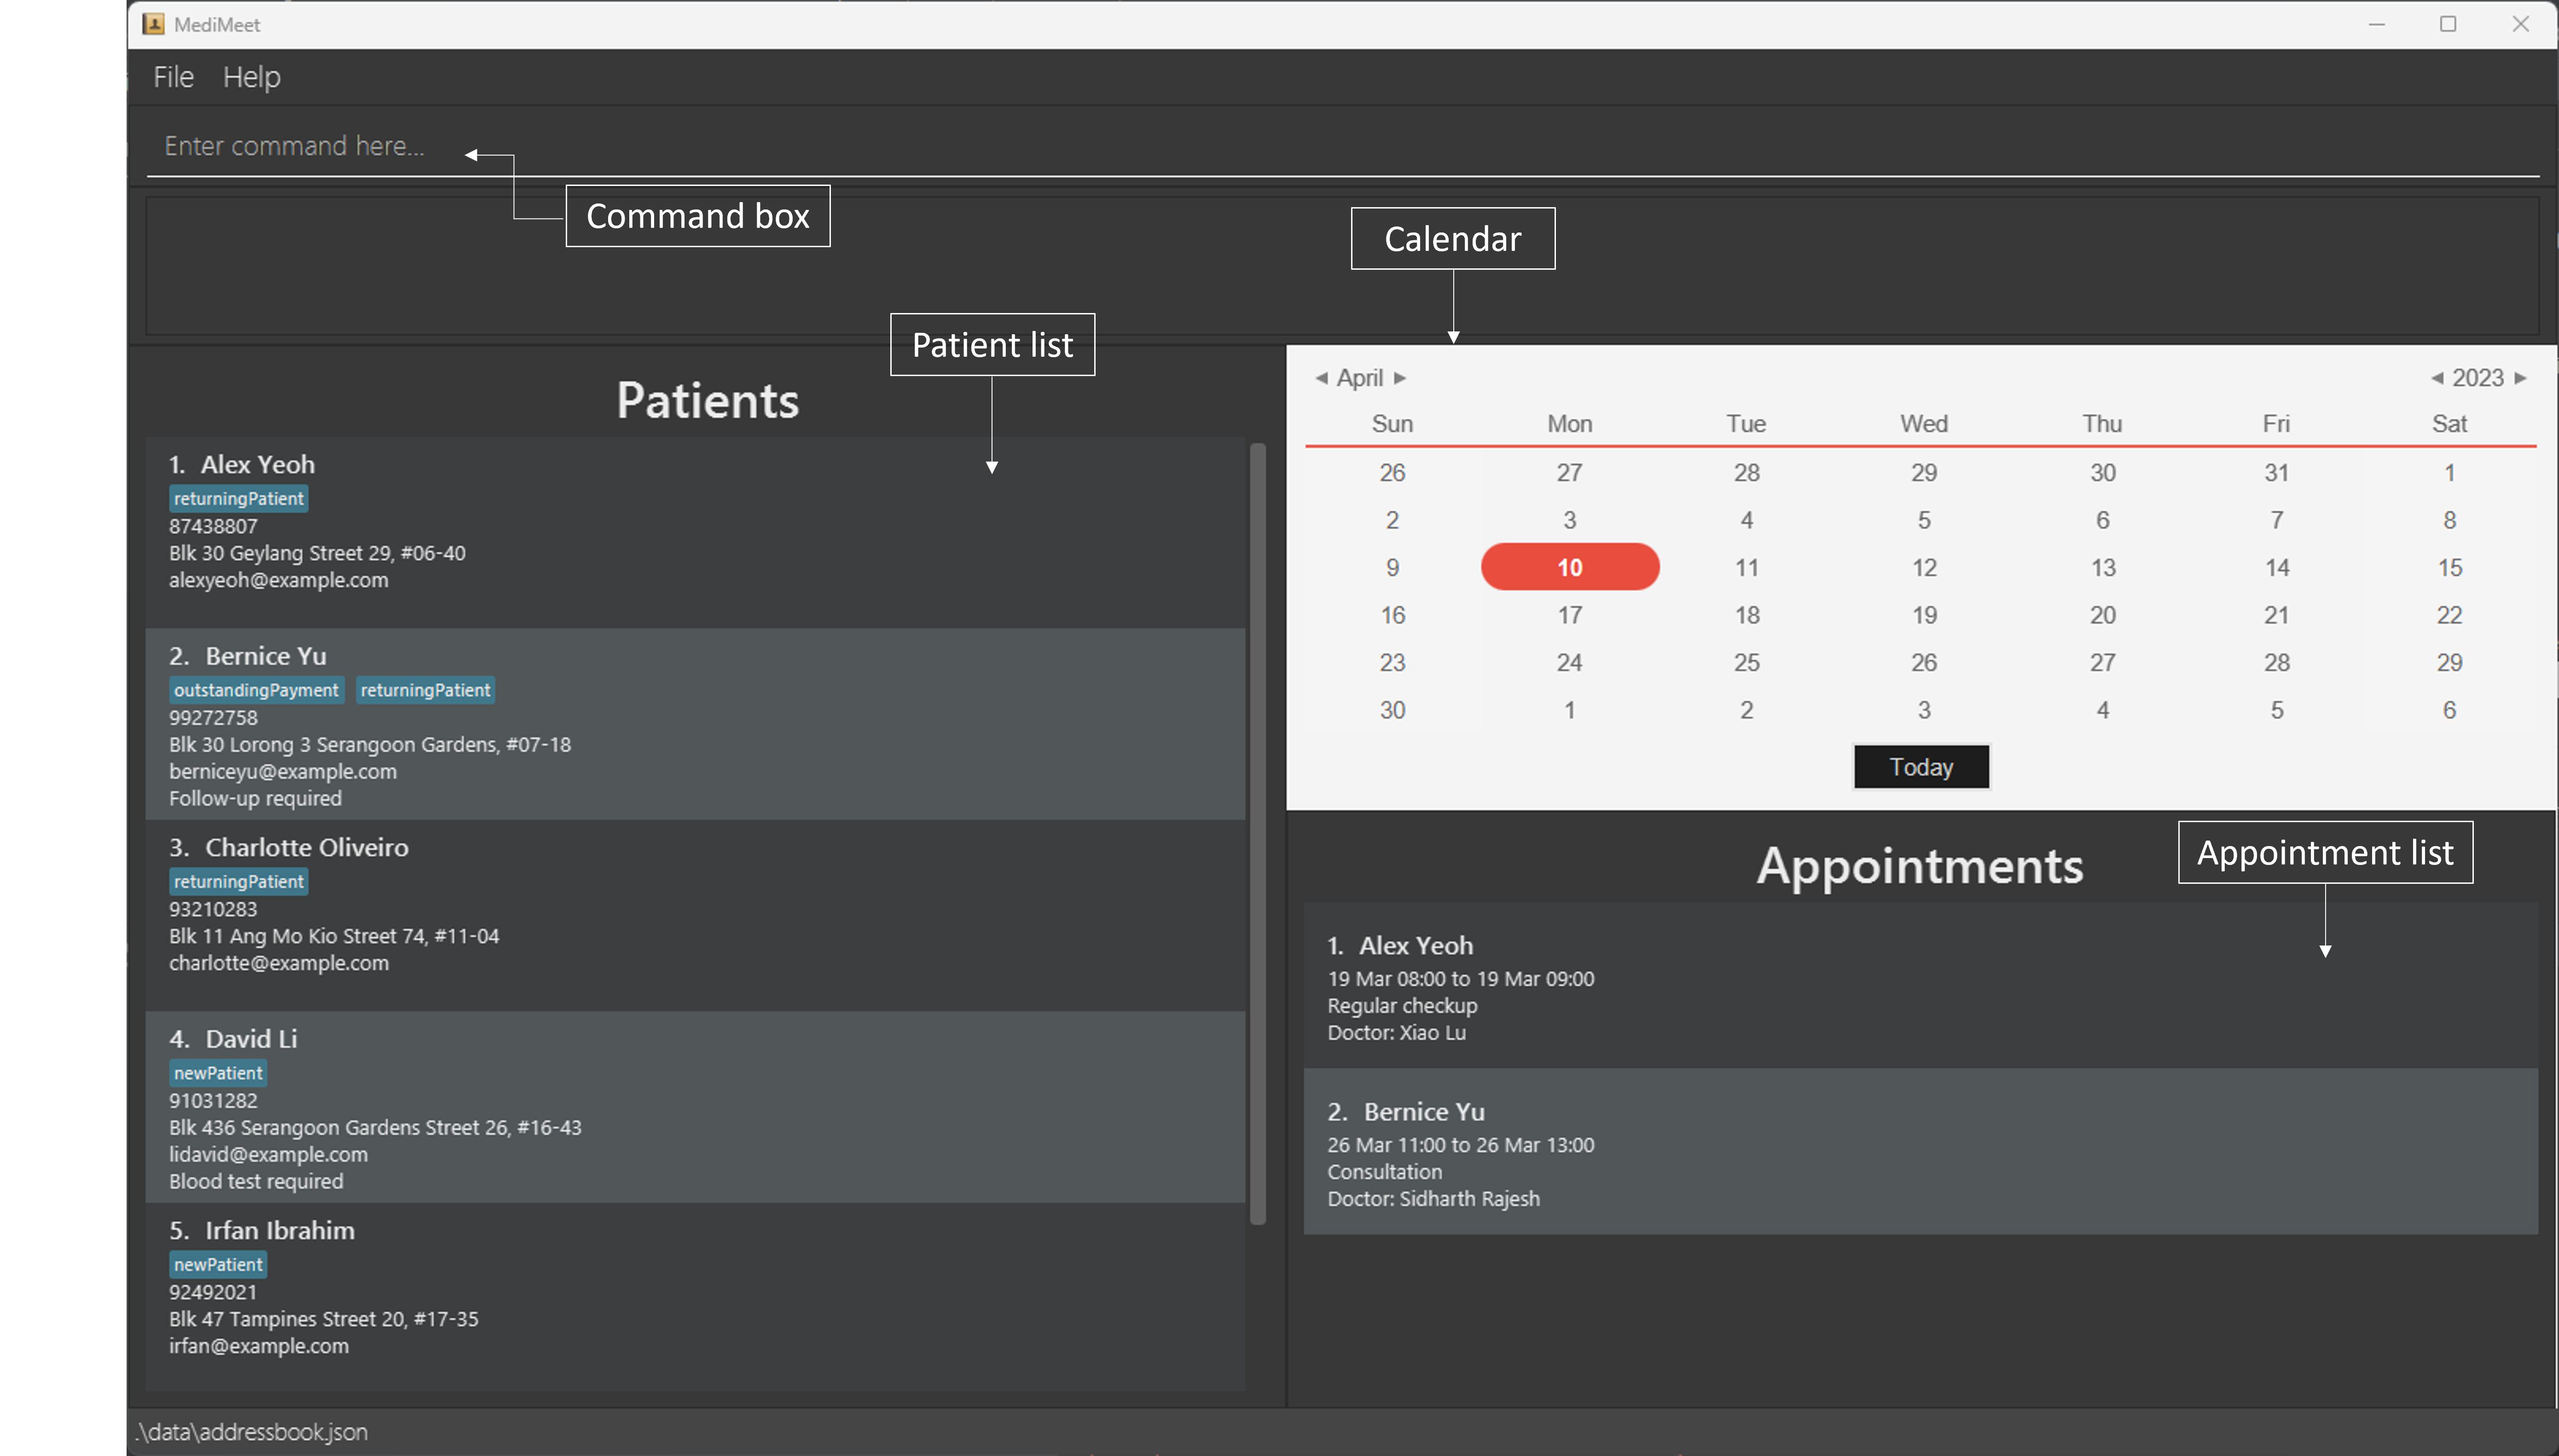 MediMeet
File Help
Enter command here...
Command box
Calendar
Patient list
Patients
1. Alex Yeoh
returningPatient
87438807
Blk 30 Geylang Street 29, #06-40
alexyeoh@example.com
2. Bernice Yu
outstandingPayment returningPatient
99272758
Blk 30 Lorong 3 Serangoon Gardens, #07-18
berniceyu@example.com
Follow-up required
3. Charlotte Oliveiro
returningPatient
93210283
Blk 11 Ang Mo Kio Street 74, #11-04
charlotte@example.com
4. David Li
newPatient
91031282
Blk 436 Serangoon Gardens Street 26, #16-43
lidavid@example.com
Blood test required
5. Irfan Ibrahim
newPatient
92492021
Blk 47 Tampines Street 20, #17-35
irfan@example.com
April 2023
Sun Mon Tue Wed Thu Fri Sat
26 27 28 29 30 31 1
2 3 4 5 6 7 8
9 10 11 12 13 14 15
16 17 18 19 20 21 22
23 24 25 26 27 28 29
30 1 2 3 4 5 6
Today
Appointment list
Appointments
1. Alex Yeoh
19 Mar 08:00 to 19 Mar 09:00
Regular checkup
Doctor: Xiao Lu
2. Bernice Yu
26 Mar 11:00 to 26 Mar 13:00
Consultation
Doctor: Sidharth Rajesh
.\data\addressbook.json